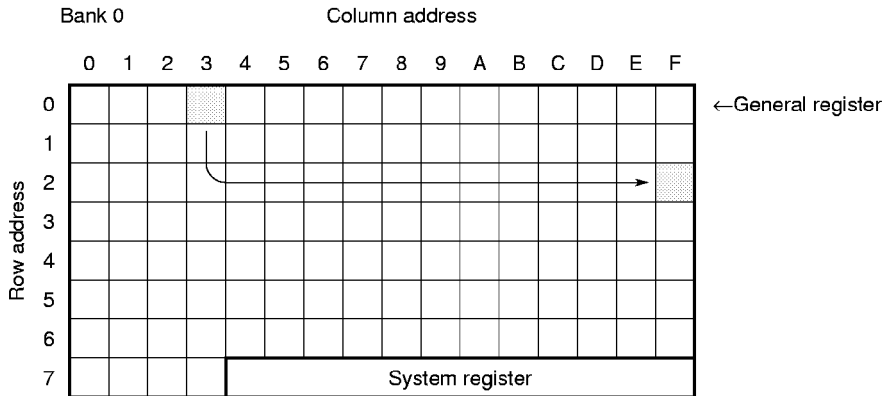 Bank 0 Column address
0 1 2 3 4 5 6 7 8 9 A B C D E F
0 ←General register
1
2
3
4
5
6
7 System register
Row address